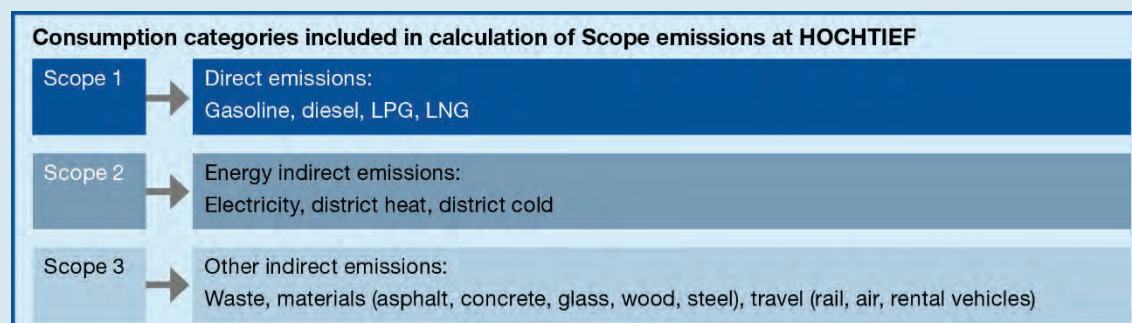 Consumption categories included in calculation of Scope emissions at HOCHTIEF
Scope 1
Direct emissions:
Gasoline, diesel, LPG, LNG
Scope 2
Energy indirect emissions:
Electricity, district heat, district cold
Scope 3
Other indirect emissions:
Waste, materials (asphalt, concrete, glass, wood, steel), travel (rail, air, rental vehicles)